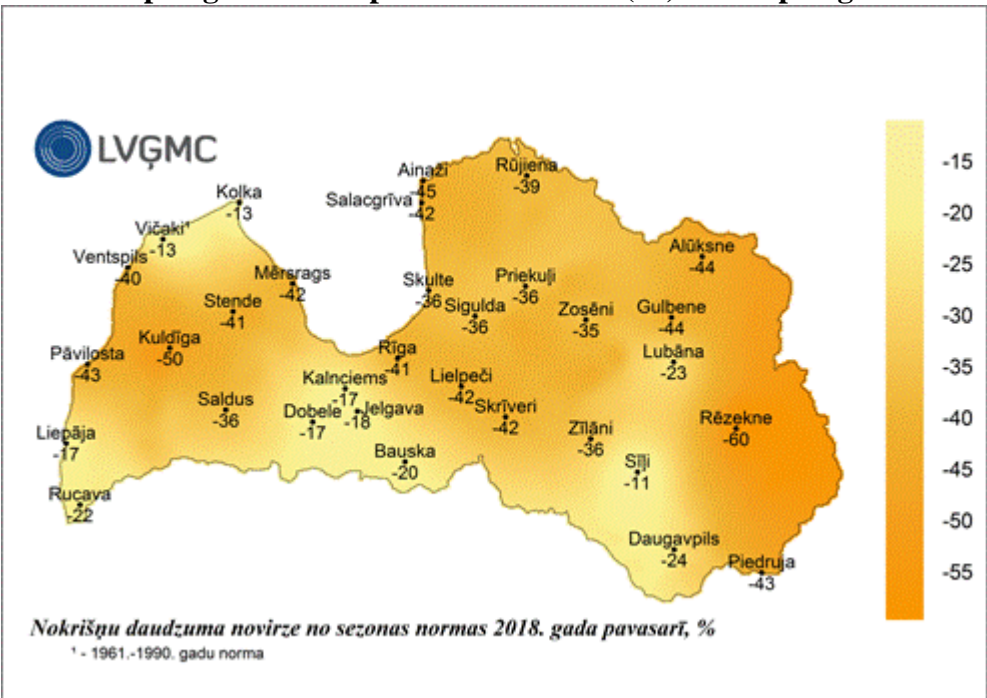 LVĢMC
Ainaži
-45
Rūjiena
-39
Salacgrīva
-42
Kolka
-13
Vičaki¹
-13
Ventspils
-40
Mērsrags
-42
Alūksne
-44
Skulte
-36
Priekuļi
-36
Sigulda
-36
Stende
-41
Zosēni
-35
Gulbene
-44
Kuldīga
-50
Pāvilosta
-43
Rīga
-41
Lubāna
-23
Kalnciems
-17
Lielpeči
-42
Saldus
-36
Dobele
-17
Jelgava
-18
Skrīveri
-42
Rēzekne
-60
Zīlāni
-36
Liepāja
-17
Bauska
-20
Sīļi
-11
Rucava
-22
Daugavpils
-24
Piedruja
-43
-15
-20
-25
-30
-35
-40
-45
-50
-55
Nokrišņu daudzuma novirze no sezonas normas 2018. gada pavasarī, %
¹ - 1961.-1990. gadu norma